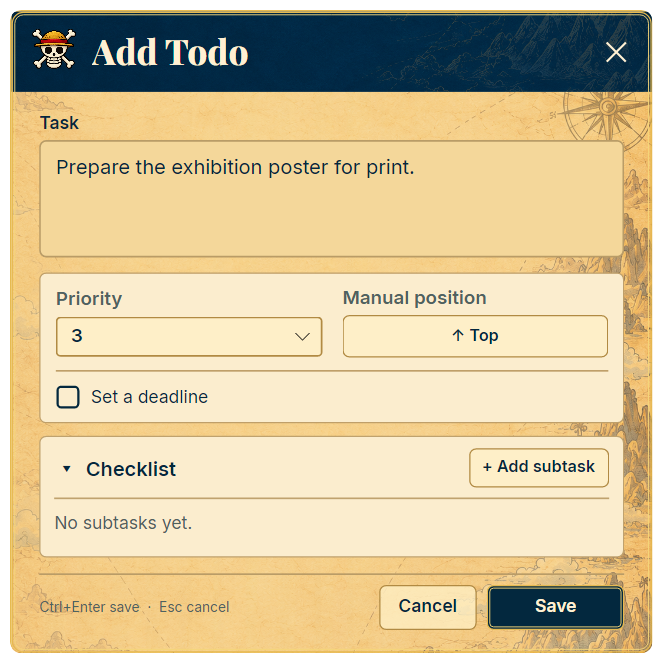 Add Todo
Task
Prepare the exhibition poster for print.
Priority
Manual position
3
↑ Top
Set a deadline
Checklist
+ Add subtask
No subtasks yet.
Ctrl+Enter save · Esc cancel
Cancel
Save